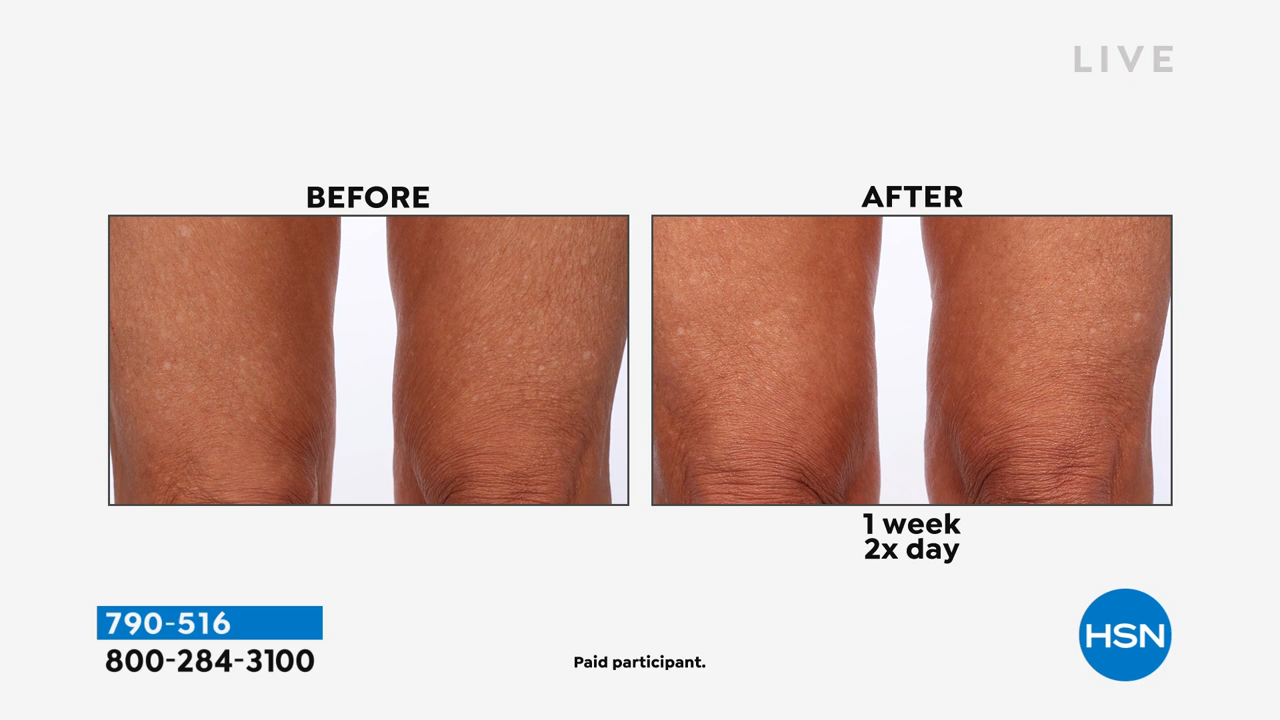 LIVE
BEFORE
AFTER
1 week
2x day
790-516
800-284-3100
Paid participant.
HSN